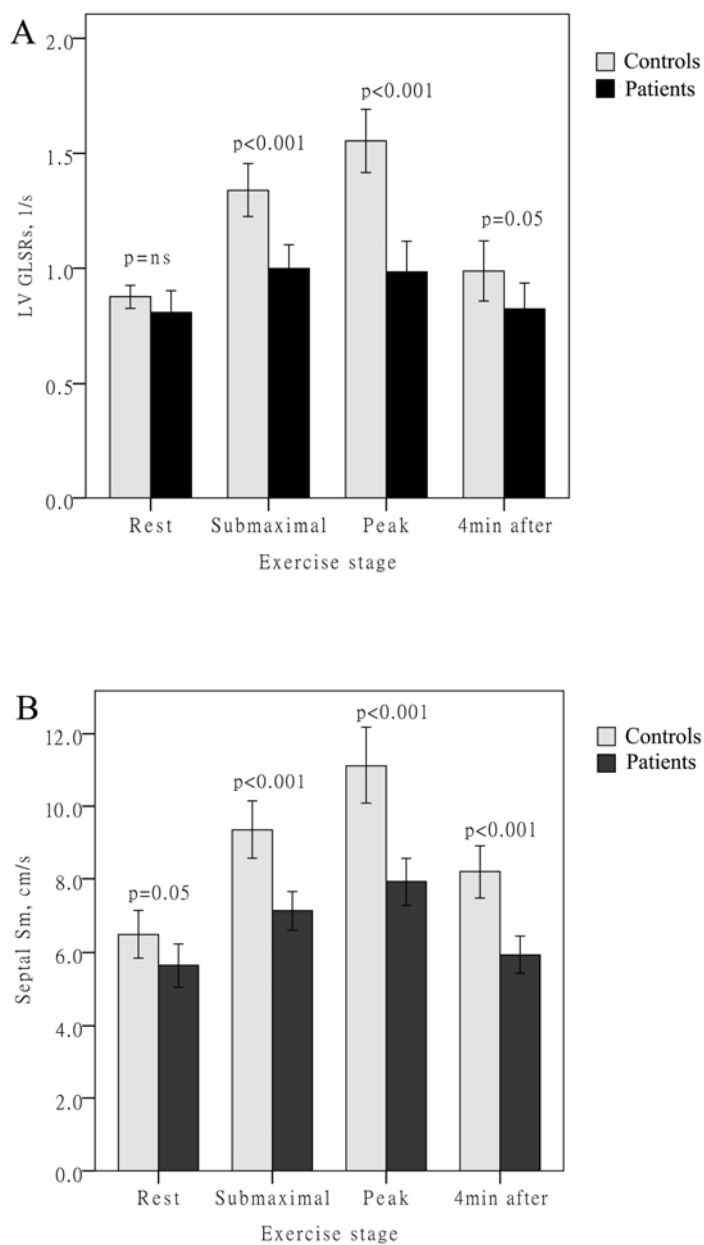 A
Controls
Patients
2.0
1.5
1.0
0.5
0.0
LV GLSRs, 1/s
p=ns
p<0.001
p<0.001
p=0.05
Rest
Submaximal
Peak
4min after
Exercise stage
B
Controls
Patients
12.0
10.0
8.0
6.0
4.0
2.0
0.0
Septal Sm, cm/s
p=0.05
p<0.001
p<0.001
p<0.001
Rest
Submaximal
Peak
4min after
Exercise stage